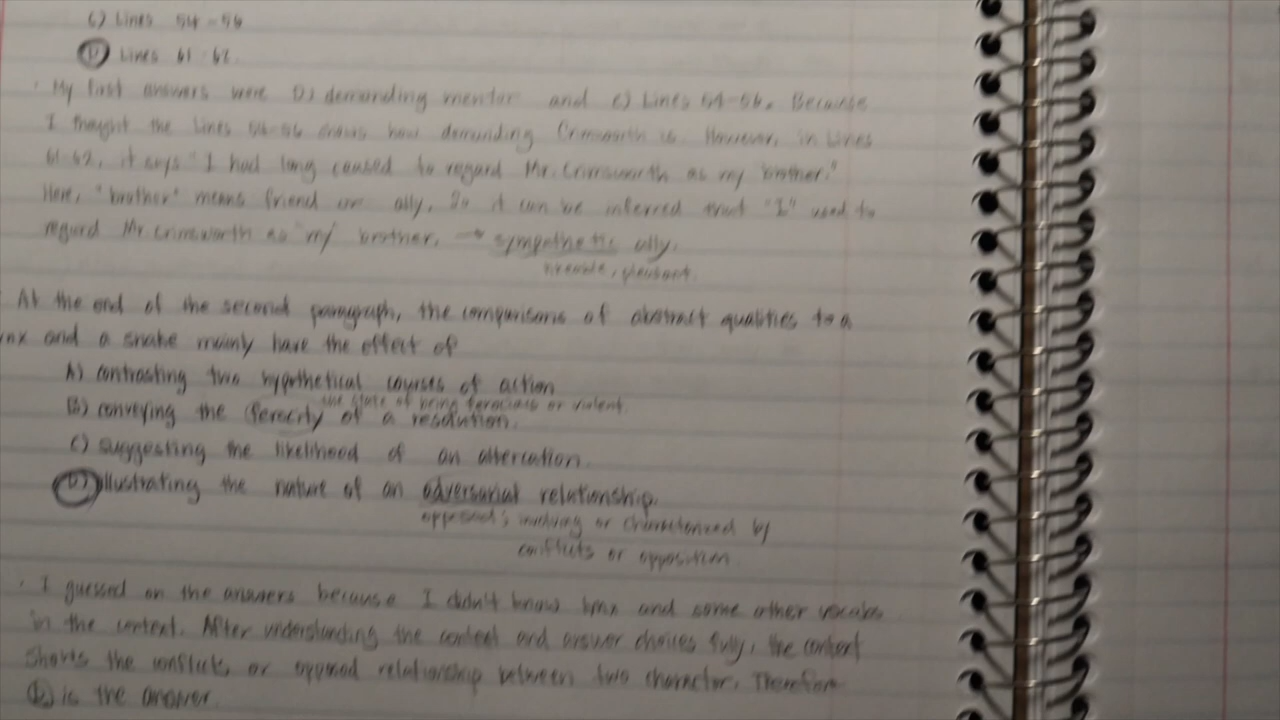 C) Lines 54-56
D) Lines 61-62
My last answers were D) demanding mentor and C) Lines 54-56. Because
I thought the lines 54-56 shows how demanding Crimsworth is. However, in lines
61-62, it says "I had long ceased to regard Mr. Crimsworth as my brother."
Here, "brother" means friend or ally. So it can be inferred that "I" used to
regard Mr. Crimsworth as my brother. → sympathetic ally.
pleasant.
At the end of the second paragraph, the comparisons of abstract qualities to a
lynx and a snake mainly have the effect of
A) contrasting two hypothetical courses of action
the state of being ferocious or violent.
B) conveying the ferocity of a resolution.
C) suggesting the likelihood of an altercation.
D) illustrating the nature of an adversarial relationship.
opposed; involving or characterized by
conflicts or opposition
I guessed on the answers because I didn't know lynx and some other vocabs
in the context. After understanding the context and answer choices fully, the context
shows the conflicts or opposed relationship between two character. Therefore
D) is the answer.